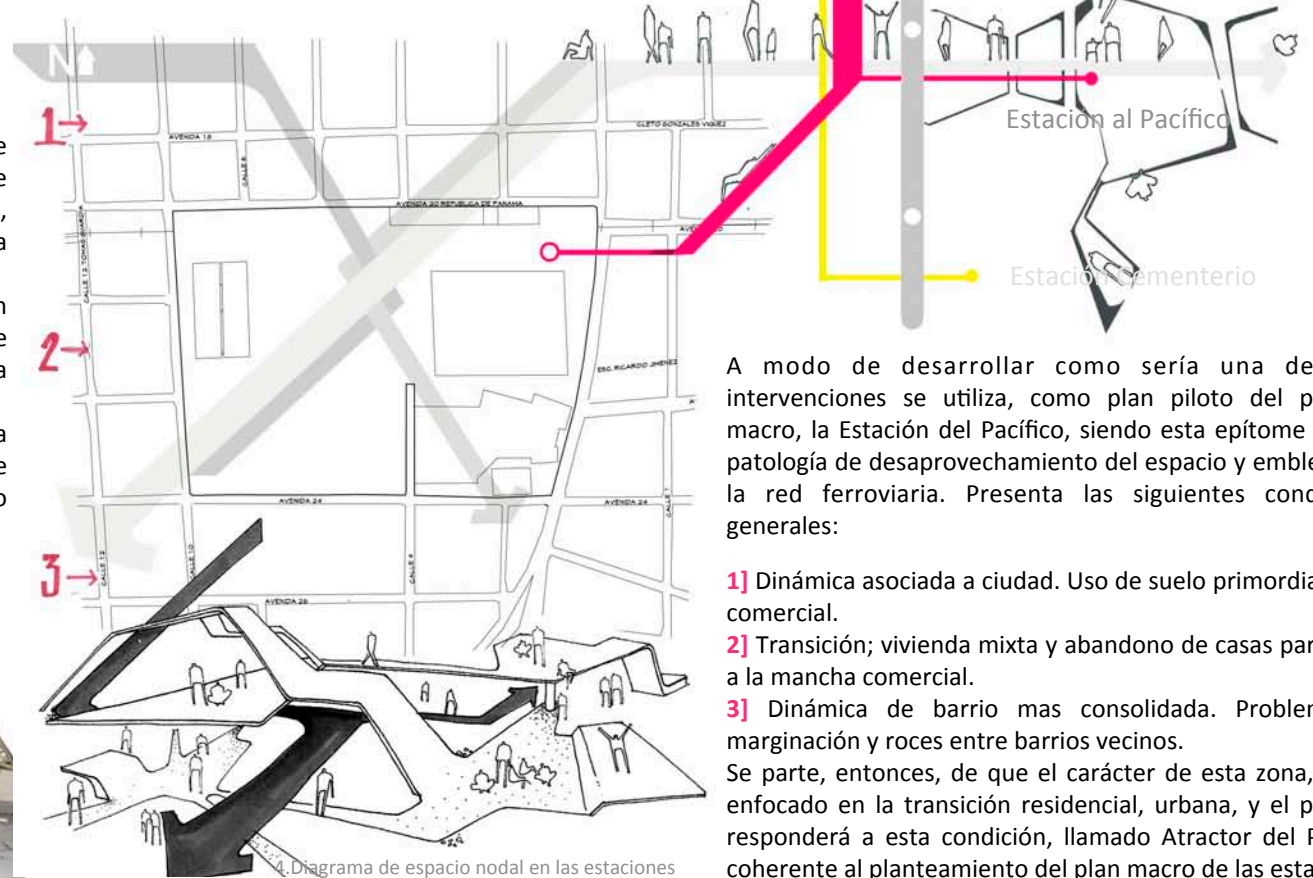 N
1
AVENIDA 18
CALLE 8
CLETO GONZALES VIQUEZ
AVENIDA 20 REPUBLICA DE PANAMA
CALLE 12 TOMAS GUARDIA
2
ESC. RICARDO JIMENEZ
AVENIDA 24
AVENIDA 24
3
CALLE 12
CALLE 10
AVENIDA 26
4.Diagrama de espacio nodal en las estaciones
Estación al Pacífico
Estación Cementerio
A modo de desarrollar como sería una de
intervenciones se utiliza, como plan piloto del p
macro, la Estación del Pacífico, siendo esta epítome
patología de desaprovechamiento del espacio y emble
la red ferroviaria. Presenta las siguientes cond
generales:
1] Dinámica asociada a ciudad. Uso de suelo primordia
comercial.
2] Transición; vivienda mixta y abandono de casas par
a la mancha comercial.
3] Dinámica de barrio mas consolidada. Problem
marginación y roces entre barrios vecinos.
Se parte, entonces, de que el carácter de esta zona,
enfocado en la transición residencial, urbana, y el p
responderá a esta condición, llamado Atractor del P
coherente al planteamiento del plan macro de las esta